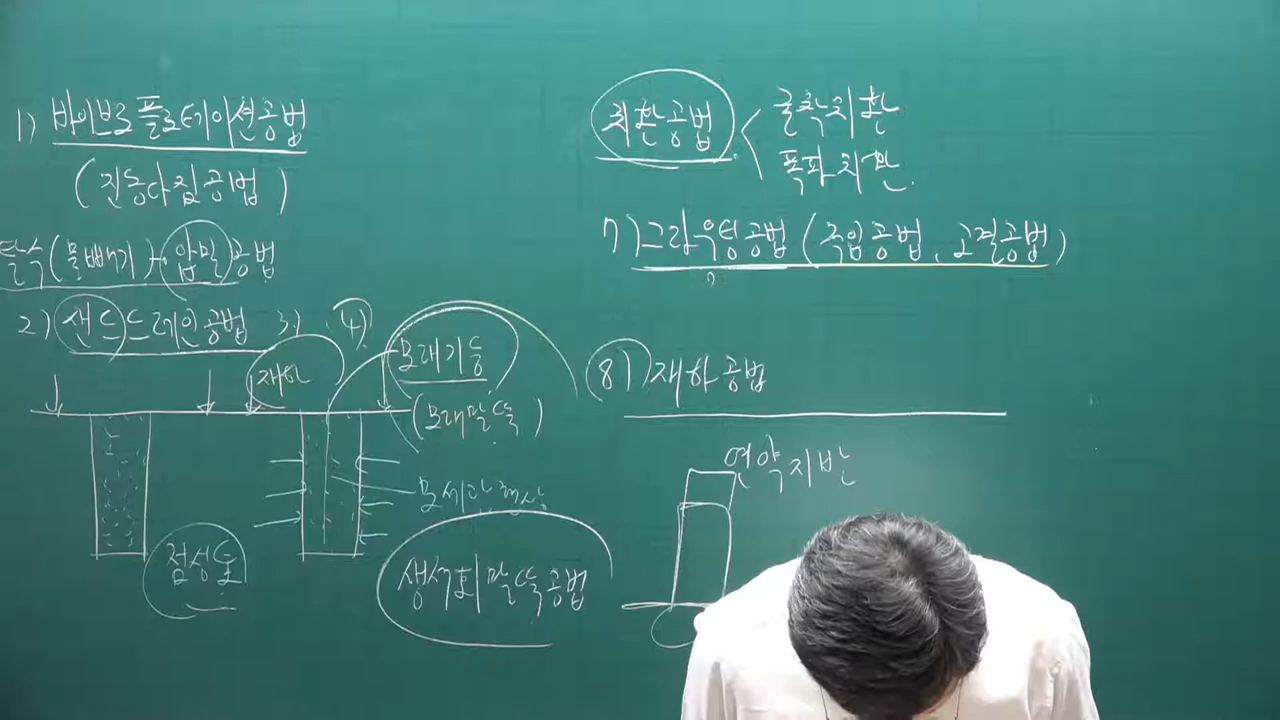 1) 바이브로 플로테이션공법
(진동다짐공법)
탈수(물빼기)→압밀공법
2) 샌드드레인공법 3) 4)
재하
모래기둥
(모래말뚝)
점성토
생석회 말뚝공법
치환공법 < 굴착치환
폭파치환
7) 그라우팅공법 (주입공법, 고결공법)
8) 재하공법
연약지반